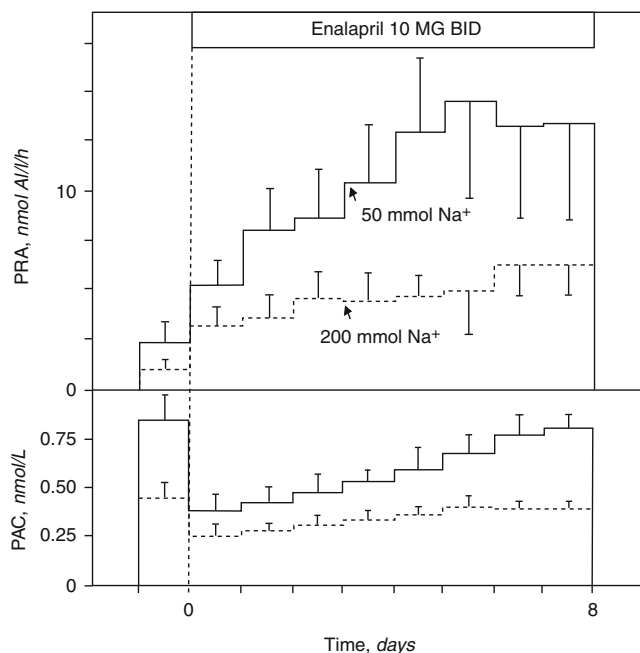 Enalapril 10 MG BID
PRA, nmol AI/l/h
10
50 mmol Na⁺
200 mmol Na⁺
0
PAC, nmol/L
0.75
0.50
0.25
0
0
8
Time, days